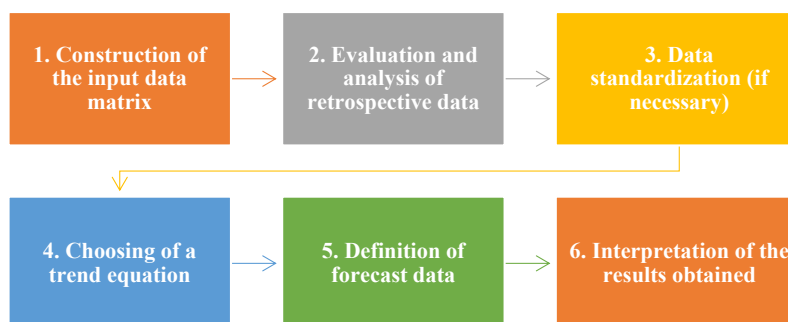 1. Construction of
the input data
matrix
2. Evaluation and
analysis of
retrospective data
3. Data
standardization (if
necessary)
4. Choosing of a
trend equation
5. Definition of
forecast data
6. Interpretation of the
results obtained